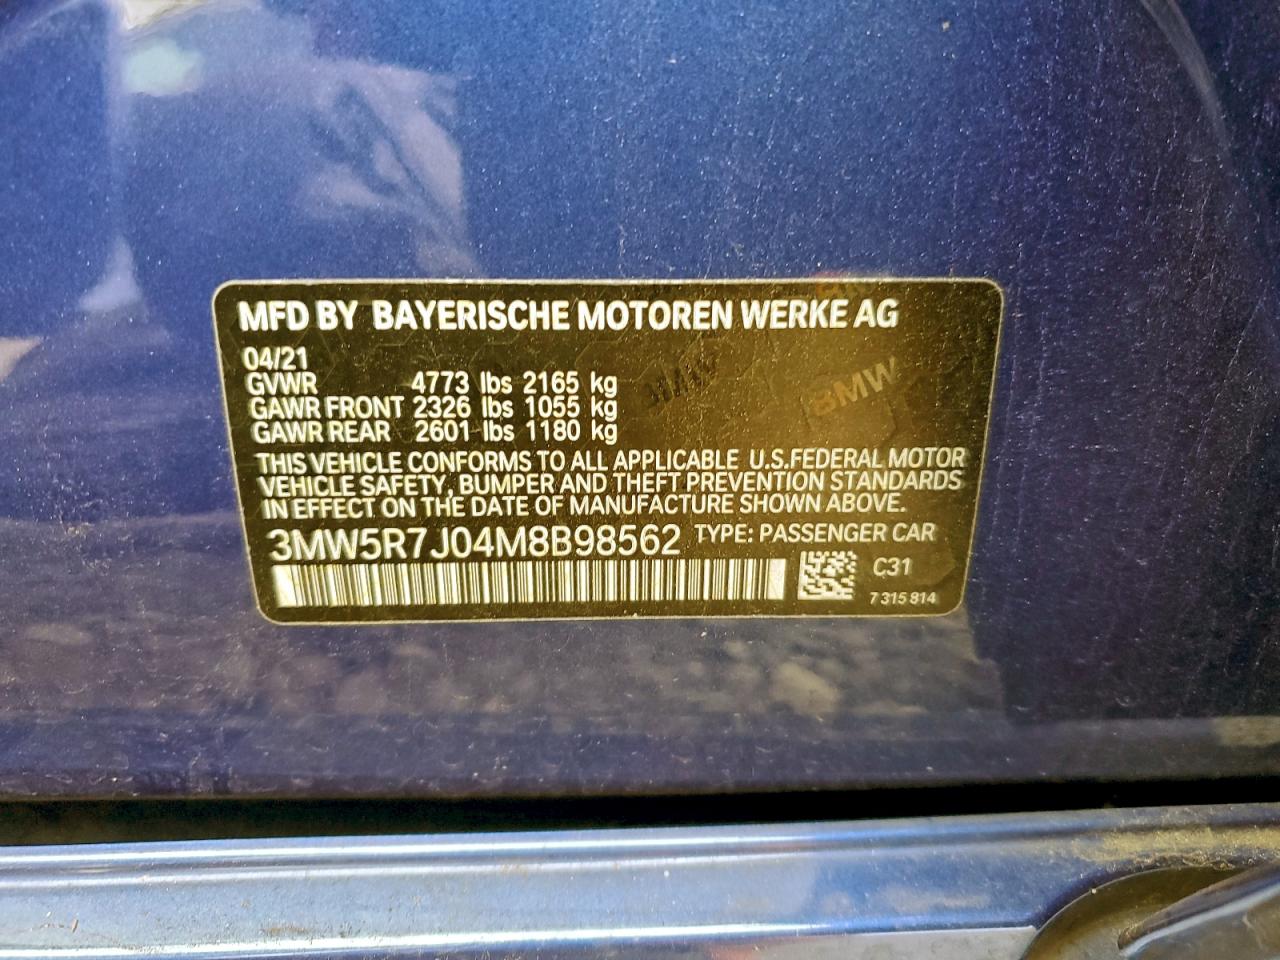 MFD BY BAYERISCHE MOTOREN WERKE AG
04/21
GVWR 4773 lbs 2165 kg
GAWR FRONT 2326 lbs 1055 kg
GAWR REAR 2601 lbs 1180 kg
THIS VEHICLE CONFORMS TO ALL APPLICABLE U.S.FEDERAL MOTOR
VEHICLE SAFETY, BUMPER AND THEFT PREVENTION STANDARDS
IN EFFECT ON THE DATE OF MANUFACTURE SHOWN ABOVE.
3MW5R7J04M8B98562 TYPE: PASSENGER CAR
C31
7 315 814
BMW
BMW
BMW